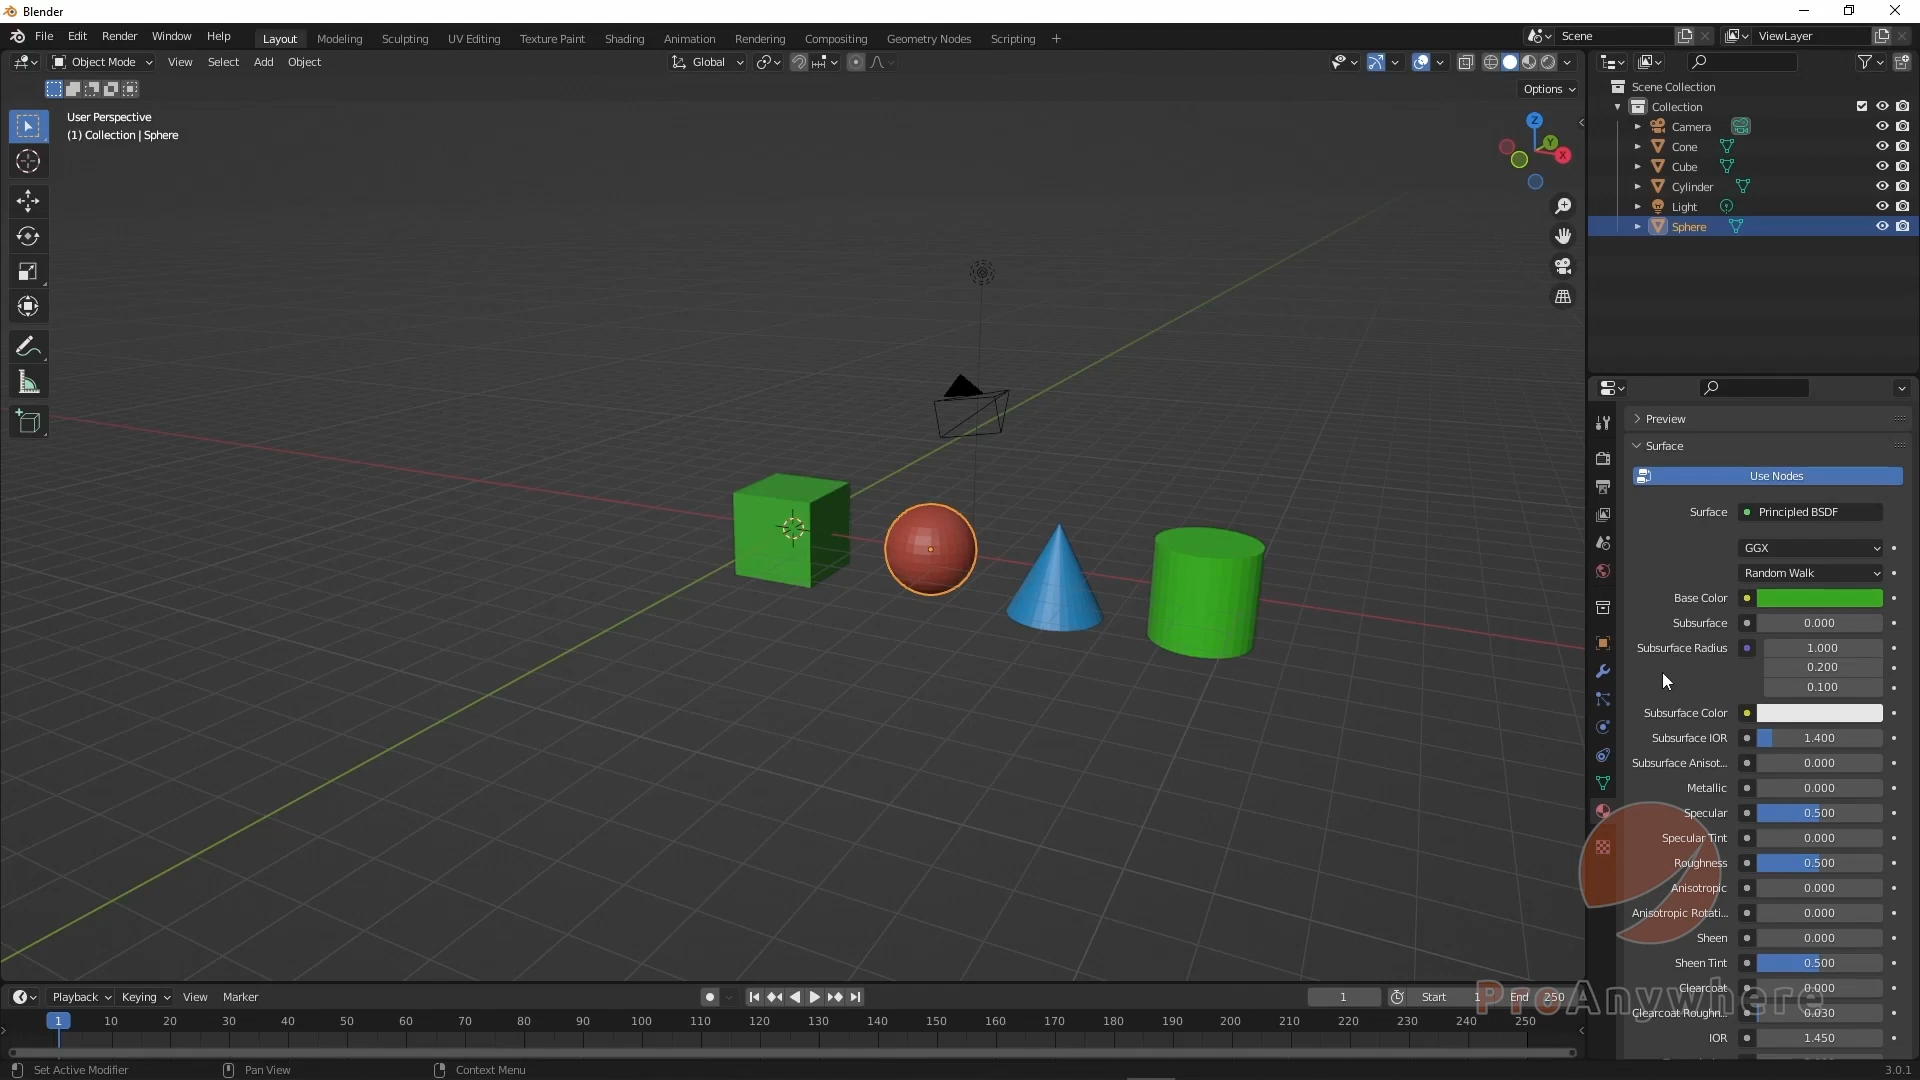 Blender
File Edit Render Window Help
Layout Modeling Sculpting UV Editing Texture Paint Shading Animation Rendering Compositing Geometry Nodes Scripting +
Scene
ViewLayer
Object Mode View Select Add Object
Global
Options
User Perspective
(1) Collection | Sphere
Z
Y
X
Scene Collection
Collection
Camera
Cone
Cube
Cylinder
Light
Sphere
Preview
Surface
Use Nodes
Surface Principled BSDF
GGX
Random Walk
Base Color
Subsurface 0.000
Subsurface Radius 1.000
0.200
0.100
Subsurface Color
Subsurface IOR 1.400
Subsurface Anisot... 0.000
Metallic 0.000
Specular 0.500
Specular Tint 0.000
Roughness 0.500
Anisotropic 0.000
Anisotropic Rotati... 0.000
Sheen 0.000
Sheen Tint 0.500
Clearcoat 0.000
Clearcoat Roughn... 0.030
IOR 1.450
ProAnywhere
Playback Keying View Marker
1 Start 1 End 250
1 10 20 30 40 50 60 70 80 90 100 110 120 130 140 150 160 170 180 190 200 210 220 230 240 250
Set Active Modifier Pan View Context Menu
3.0.1